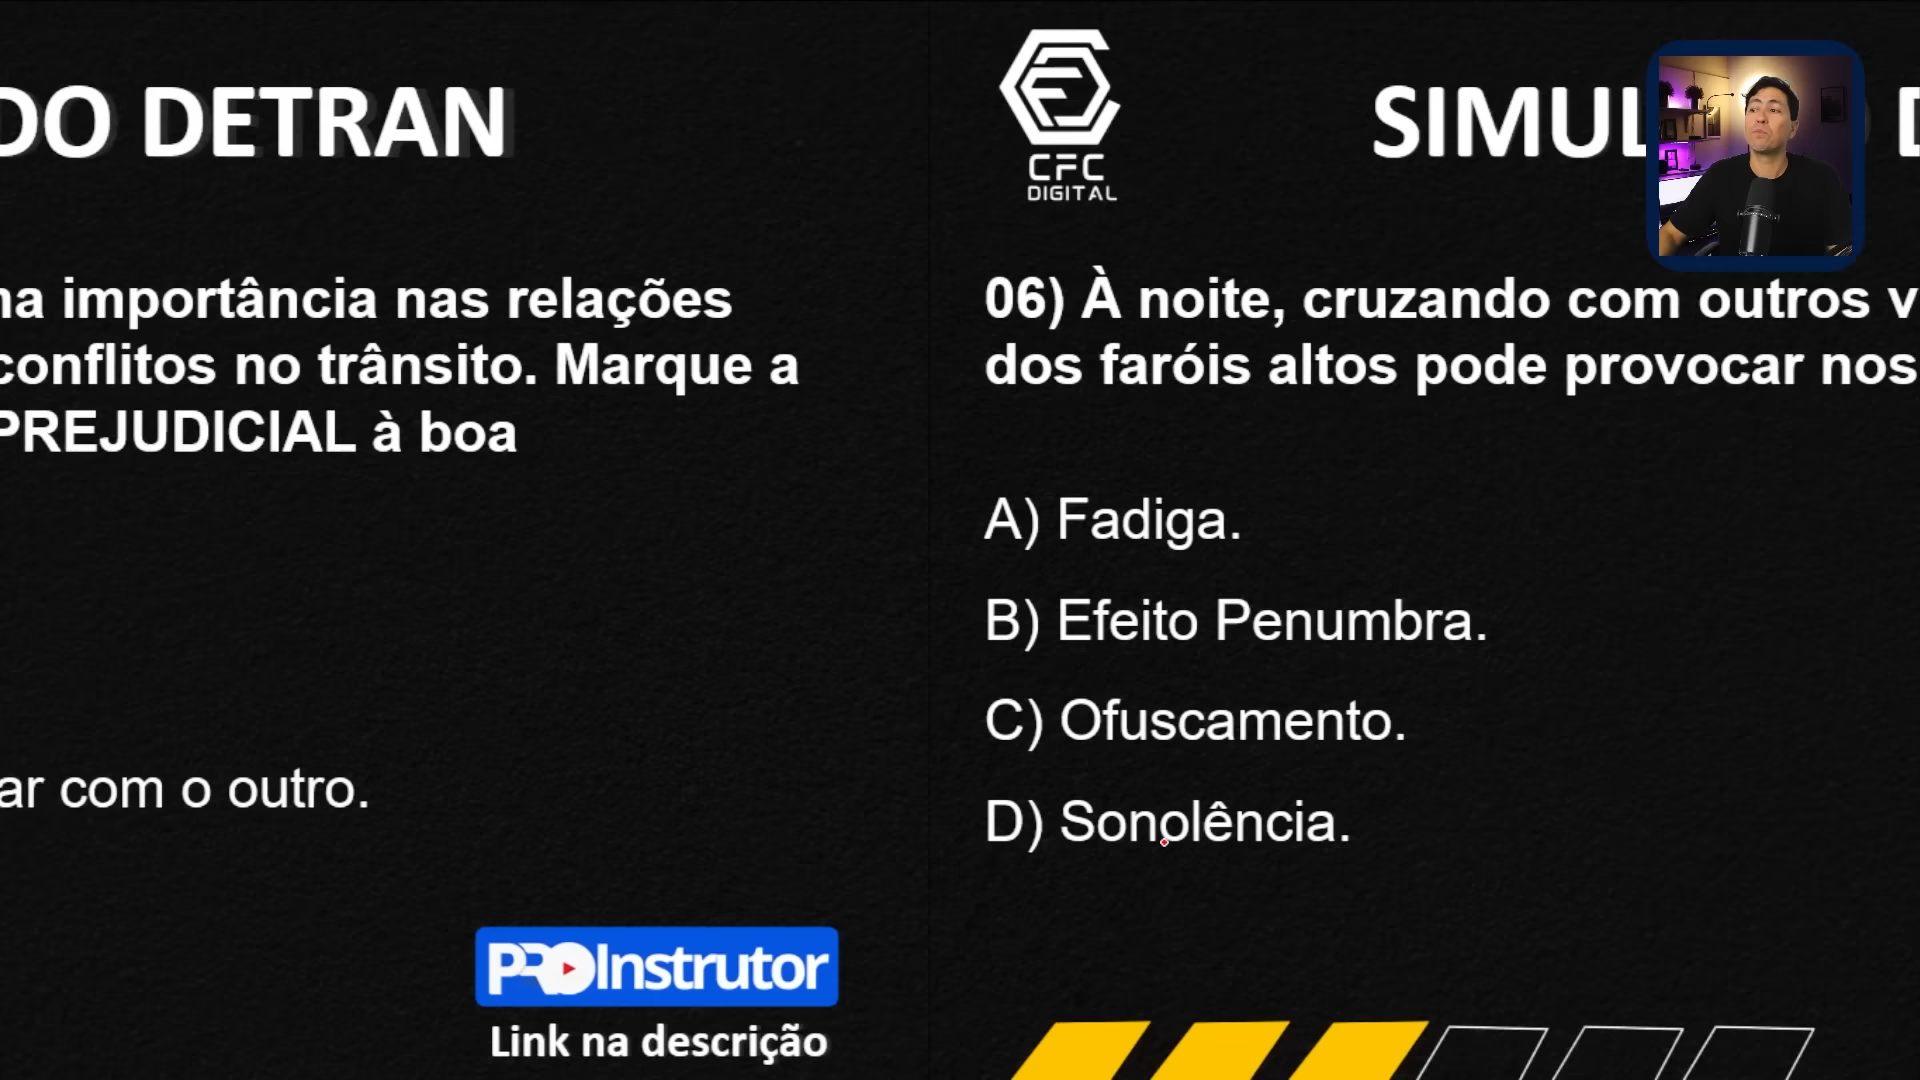 DO DETRAN
na importância nas relações
conflitos no trânsito. Marque a
PREJUDICIAL à boa
ar com o outro.
PROInstrutor
Link na descrição
CFC
DIGITAL
SIMUL
06) À noite, cruzando com outros v
dos faróis altos pode provocar nos
A) Fadiga.
B) Efeito Penumbra.
C) Ofuscamento.
D) Sonolência.